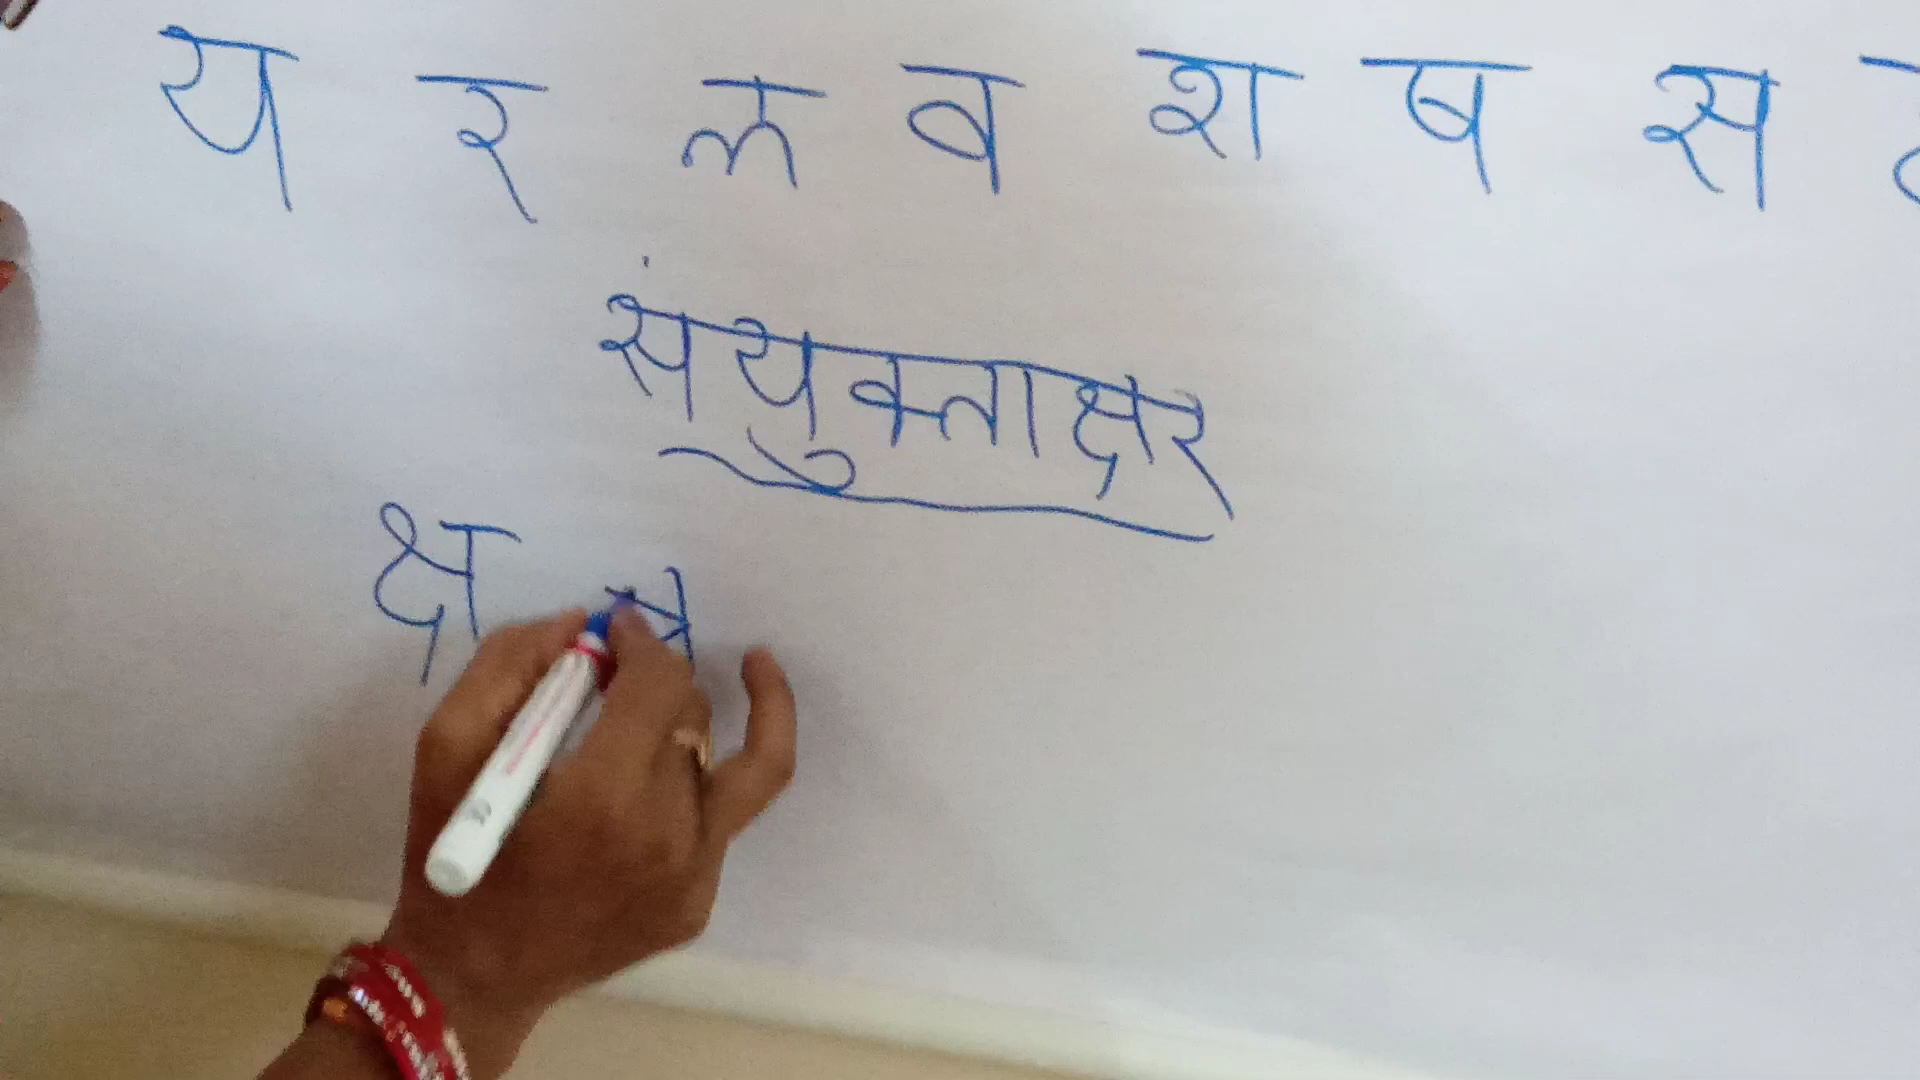 य र ल व श ष स
संयुक्ताक्षर
क्ष त्र